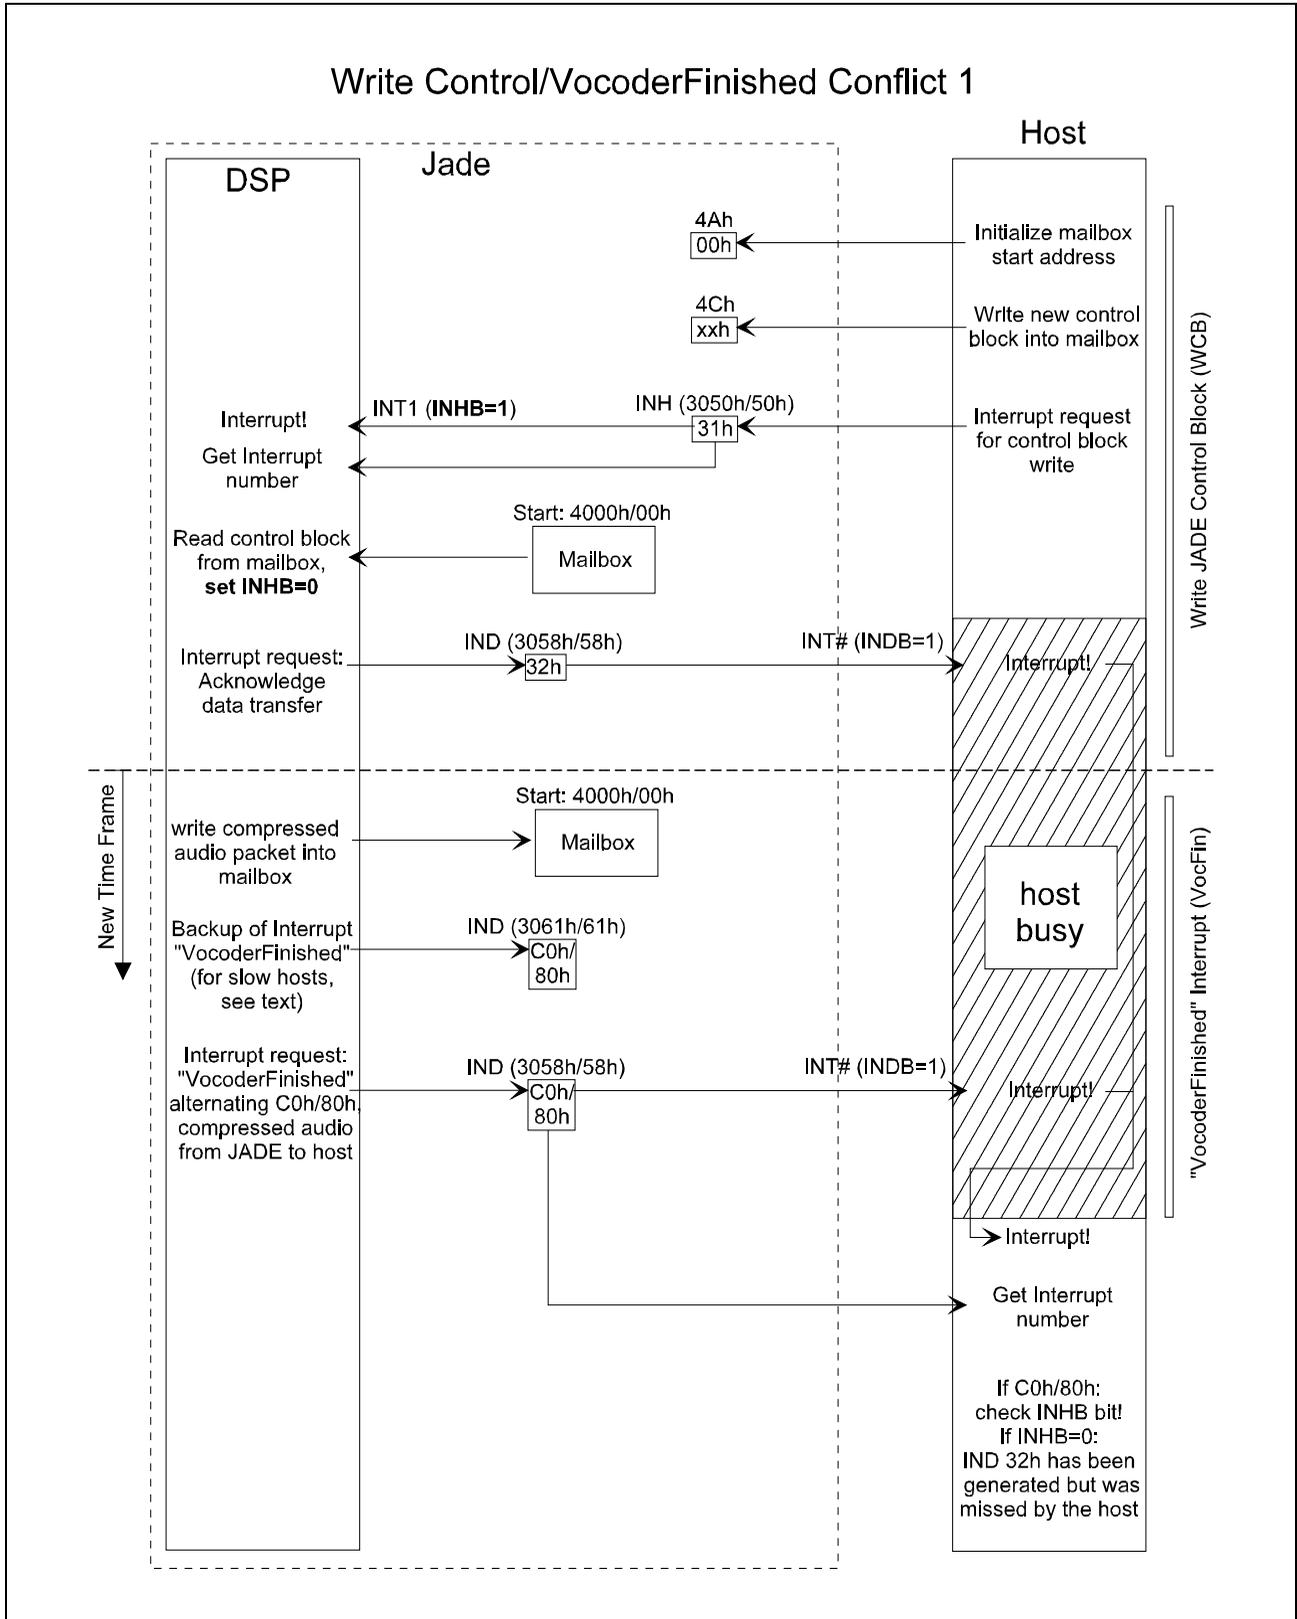 Write Control/VocoderFinished Conflict 1
Host
Jade
DSP
4Ah
00h
Initialize mailbox
start address
4Ch
xxh
Write new control
block into mailbox
INT1 (INHB=1)
INH (3050h/50h)
31h
Interrupt!
Interrupt request
for control block
write
Get Interrupt
number
Start: 4000h/00h
Mailbox
Read control block
from mailbox,
set INHB=0
Write JADE Control Block (WCB)
IND (3058h/58h)
32h
INT# (INDB=1)
Interrupt!
Interrupt request:
Acknowledge
data transfer
New Time Frame
Start: 4000h/00h
Mailbox
write compressed
audio packet into
mailbox
host
busy
IND (3061h/61h)
C0h/
80h
Backup of Interrupt
"VocoderFinished"
(for slow hosts,
see text)
"VocoderFinished" Interrupt (VocFin)
Interrupt request:
"VocoderFinished"
alternating C0h/80h,
compressed audio
from JADE to host
IND (3058h/58h)
C0h/
80h
INT# (INDB=1)
Interrupt!
Interrupt!
Get Interrupt
number
If C0h/80h:
check INHB bit!
If INHB=0:
IND 32h has been
generated but was
missed by the host